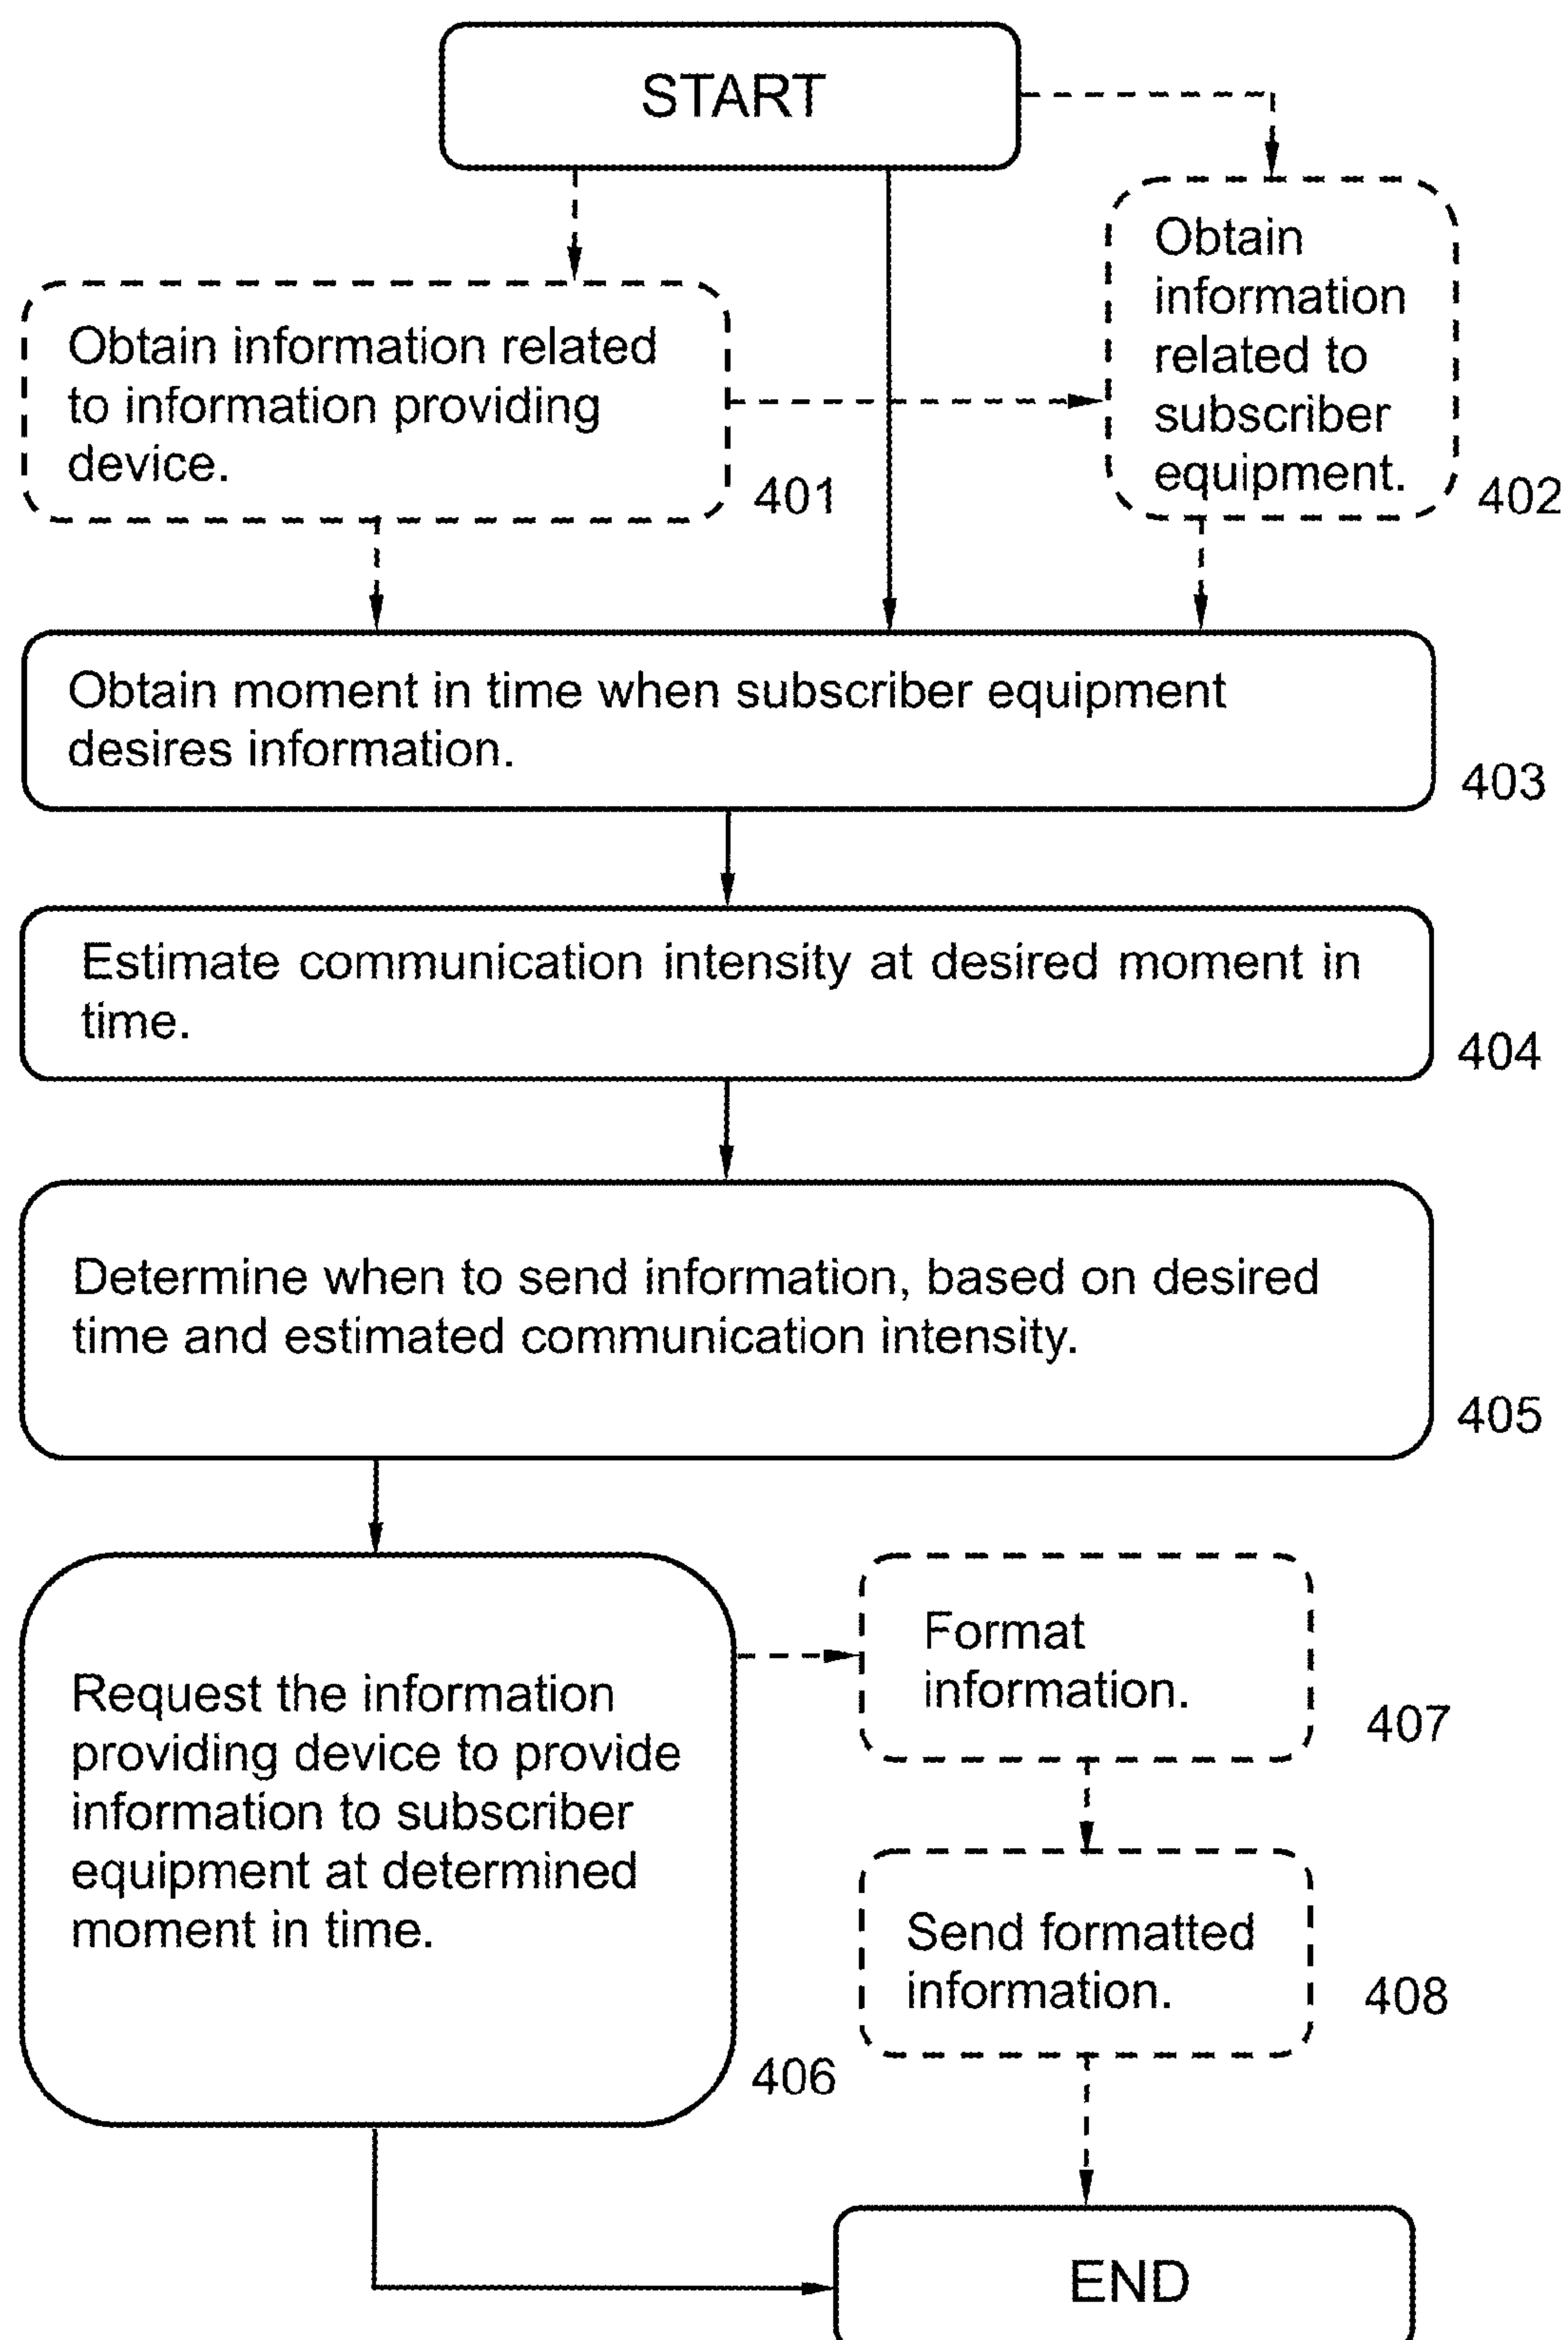 START
Obtain information related
to information providing
device.
401
Obtain
information
related to
subscriber
equipment.
402
Obtain moment in time when subscriber equipment
desires information.
403
Estimate communication intensity at desired moment in
time.
404
Determine when to send information, based on desired
time and estimated communication intensity.
405
Request the information
providing device to provide
information to subscriber
equipment at determined
moment in time.
406
Format
information.
407
Send formatted
information.
408
END